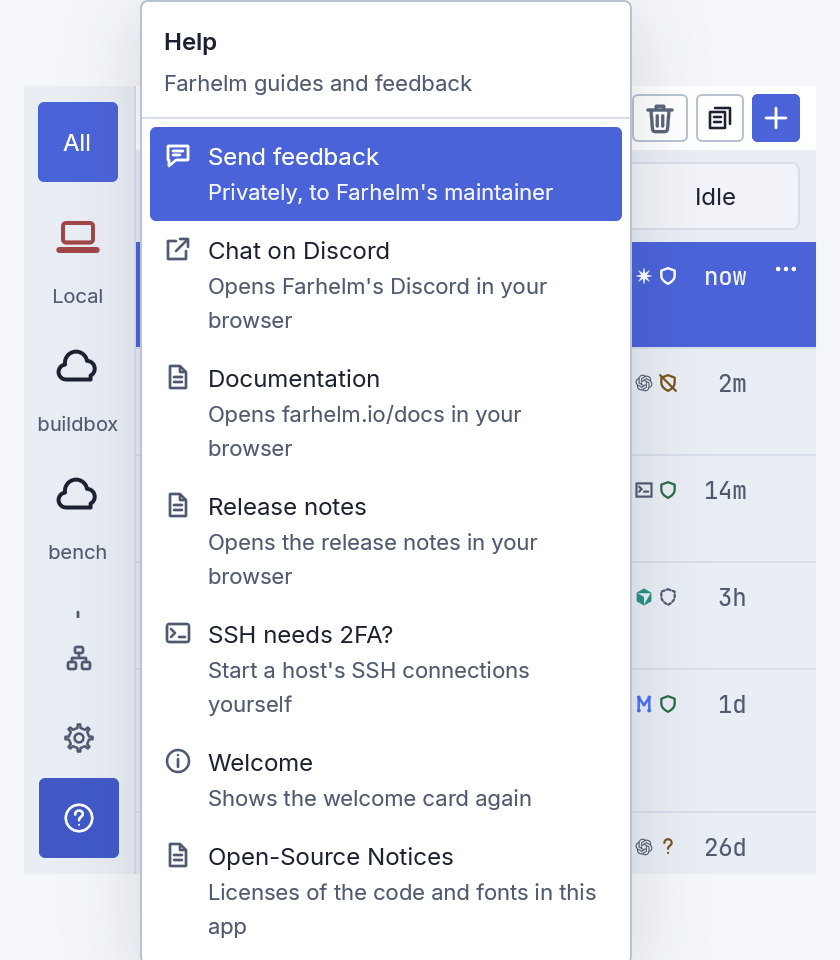 Help
Farhelm guides and feedback
All
Send feedback
Privately, to Farhelm's maintainer
Idle
Chat on Discord
Opens Farhelm's Discord in your
browser
now
Local
Documentation
Opens farhelm.io/docs in your
browser
2m
buildbox
Release notes
Opens the release notes in your
browser
14m
bench
SSH needs 2FA?
Start a host's SSH connections
yourself
3h
Welcome
Shows the welcome card again
1d
Open-Source Notices
Licenses of the code and fonts in this
app
26d